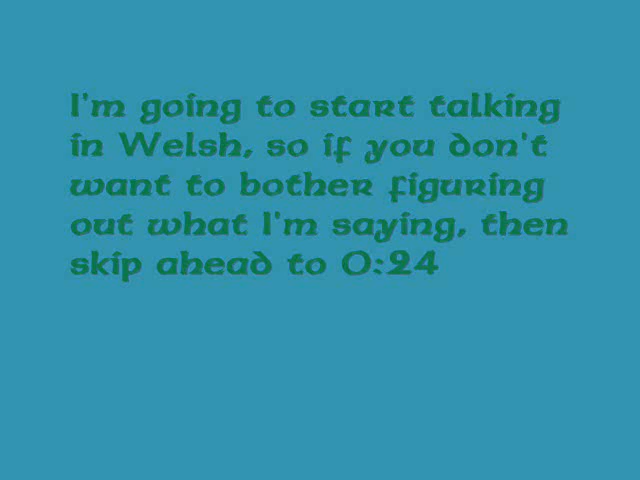 I'm going to start talking
in Welsh, so if you don't
want to bother figuring
out what I'm saying, then
skip ahead to 0:24